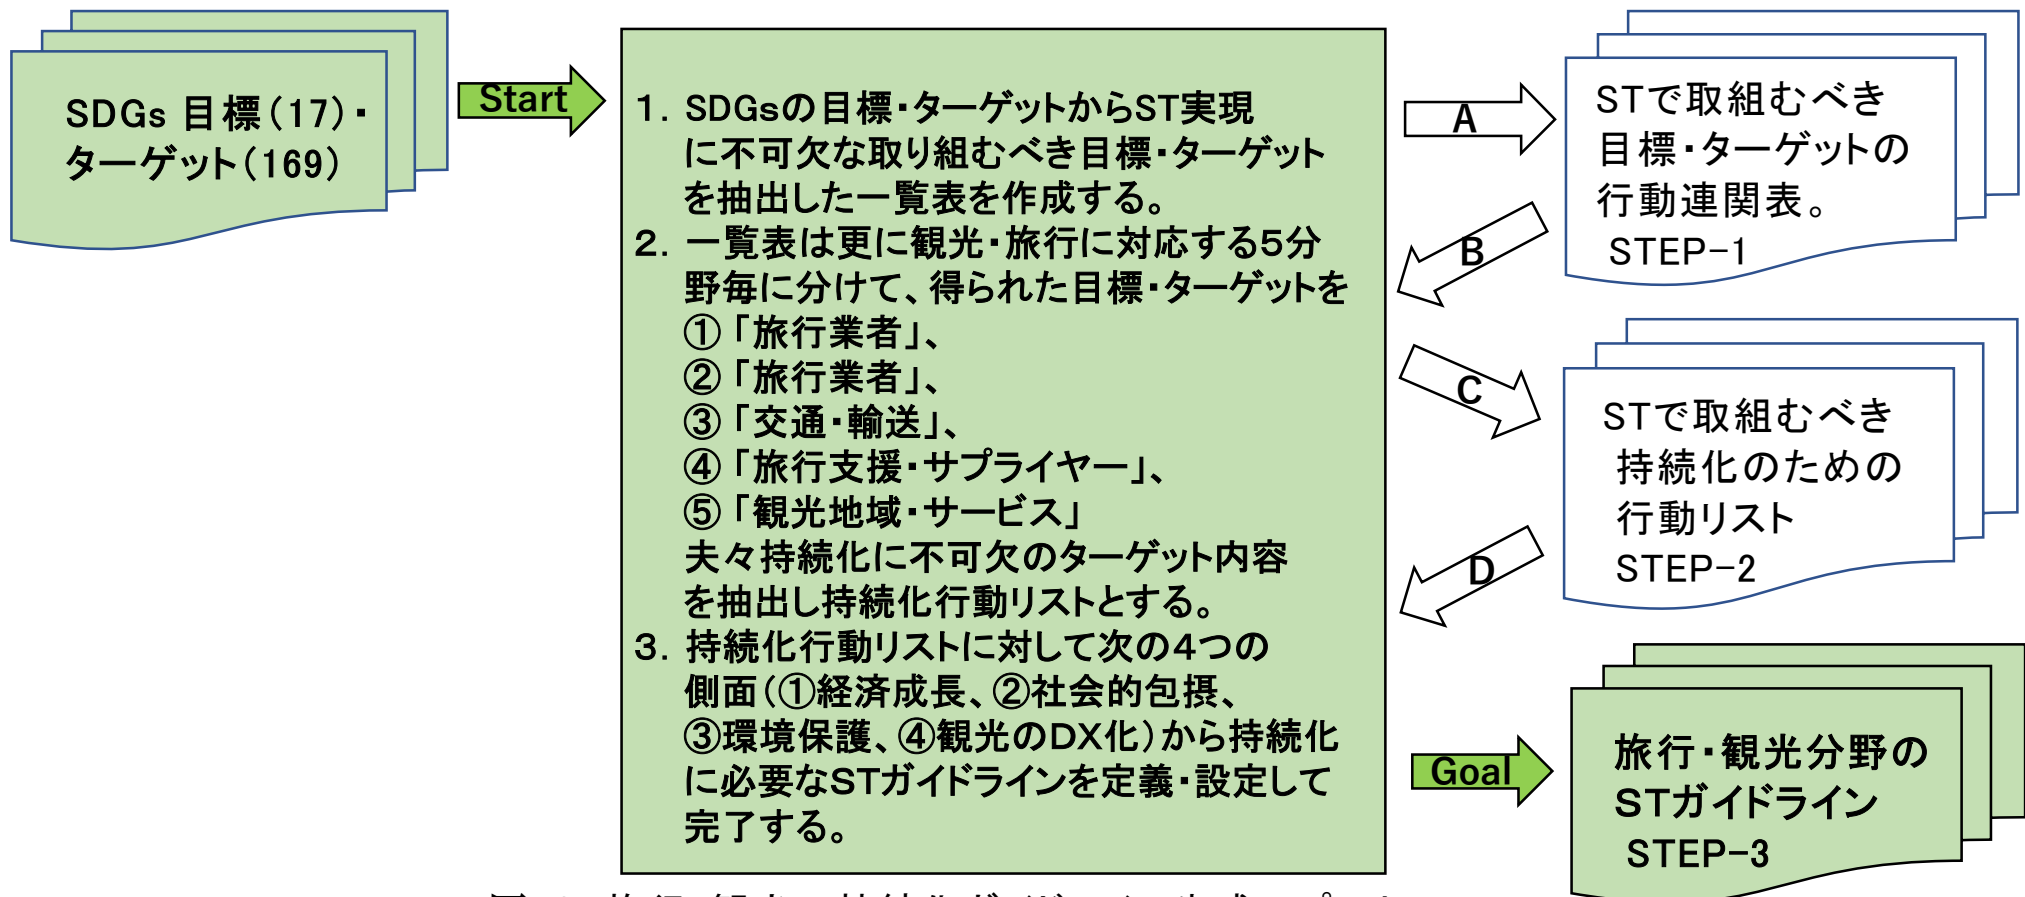 SDGs 目標(17)・
ターゲット(169)
Start
1. SDGsの目標・ターゲットからST実現
に不可欠な取り組むべき目標・ターゲット
を抽出した一覧表を作成する。
2. 一覧表は更に観光・旅行に対応する5分
野毎に分けて、得られた目標・ターゲットを
①「旅行業者」、
②「旅行業者」、
③「交通・輸送」、
④「旅行支援・サプライヤー」、
⑤「観光地域・サービス」
夫々持続化に不可欠のターゲット内容
を抽出し持続化行動リストとする。
3. 持続化行動リストに対して次の4つの
側面(①経済成長、②社会的包摂、
③環境保護、④観光のDX化)から持続化
に必要なSTガイドラインを定義・設定して
完了する。
A
STで取組むべき
目標・ターゲットの
行動連関表。
STEP-1
B
C
STで取組むべき
持続化のための
行動リスト
STEP-2
D
Goal
旅行・観光分野の
STガイドライン
STEP-3